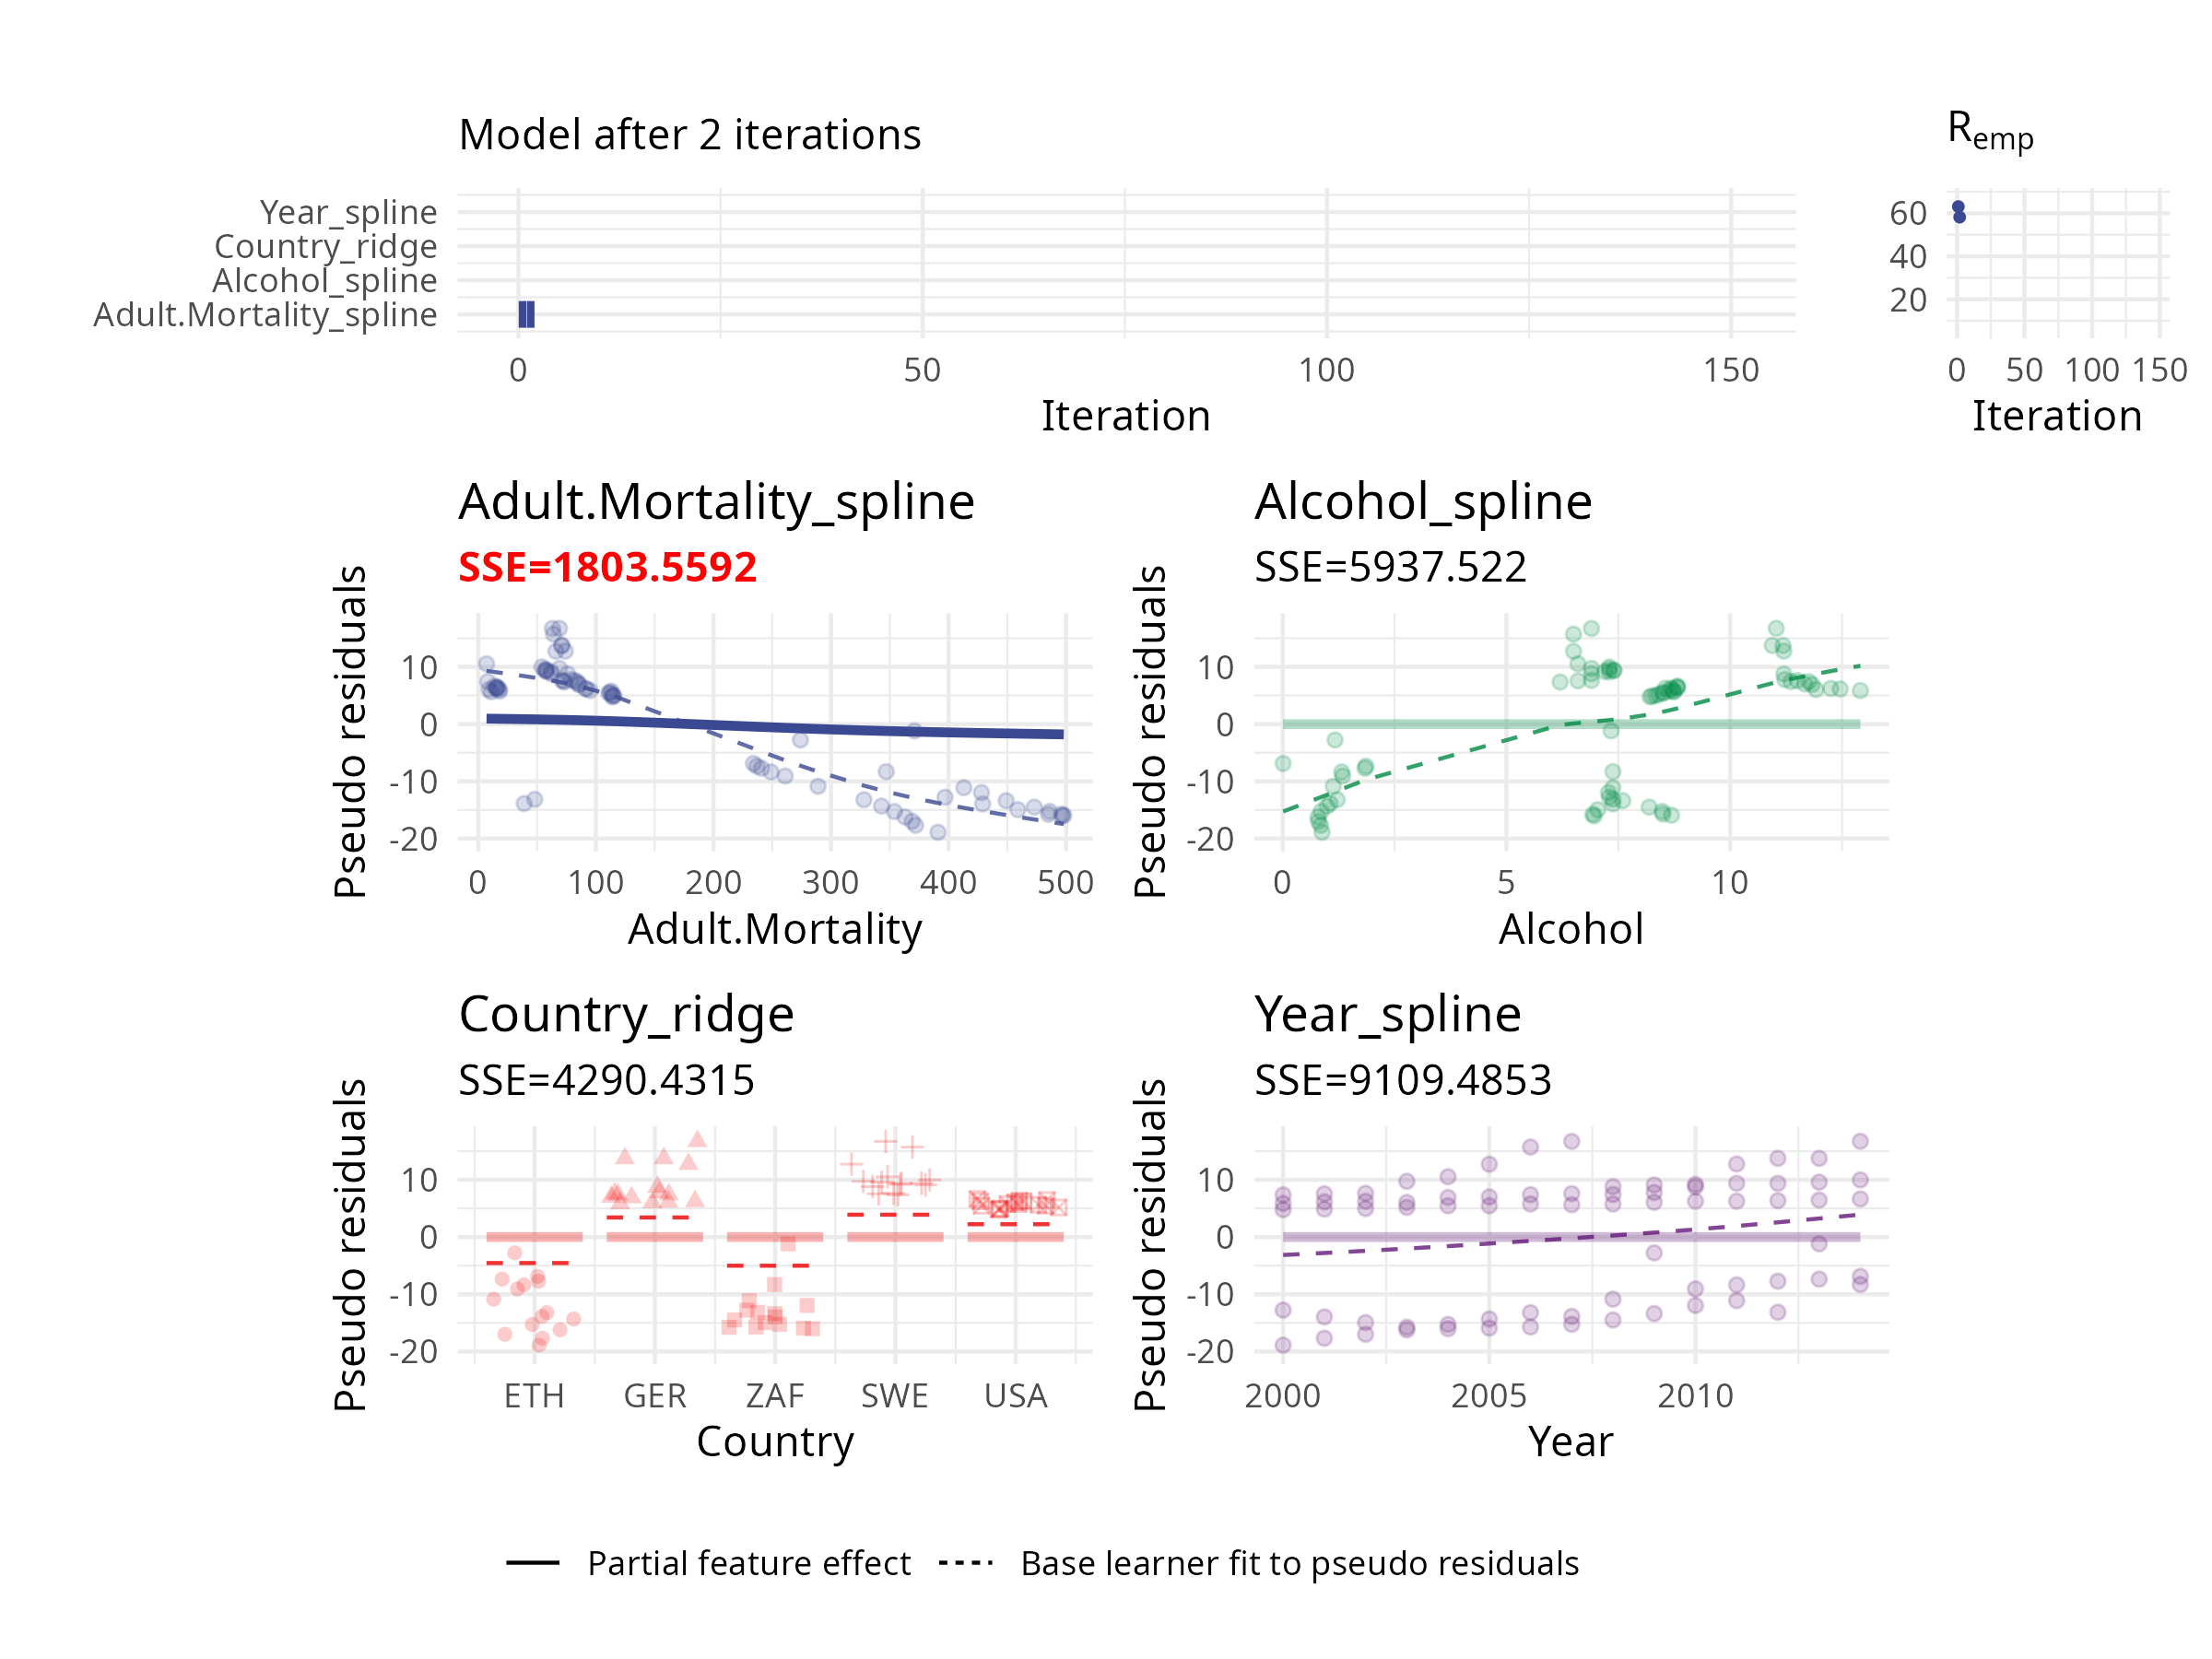 Model after 2 iterations
Year_spline
Country_ridge
Alcohol_spline
Adult.Mortality_spline
0 50 100 150
Iteration
Remp
60
40
20
0 50 100 150
Iteration
Adult.Mortality_spline
SSE=1803.5592
Pseudo residuals
10
0
-10
-20
0 100 200 300 400 500
Adult.Mortality
Alcohol_spline
SSE=5937.522
Pseudo residuals
10
0
-10
-20
0 5 10
Alcohol
Country_ridge
SSE=4290.4315
Pseudo residuals
10
0
-10
-20
ETH GER ZAF SWE USA
Country
Year_spline
SSE=9109.4853
Pseudo residuals
10
0
-10
-20
2000 2005 2010
Year
Partial feature effect Base learner fit to pseudo residuals